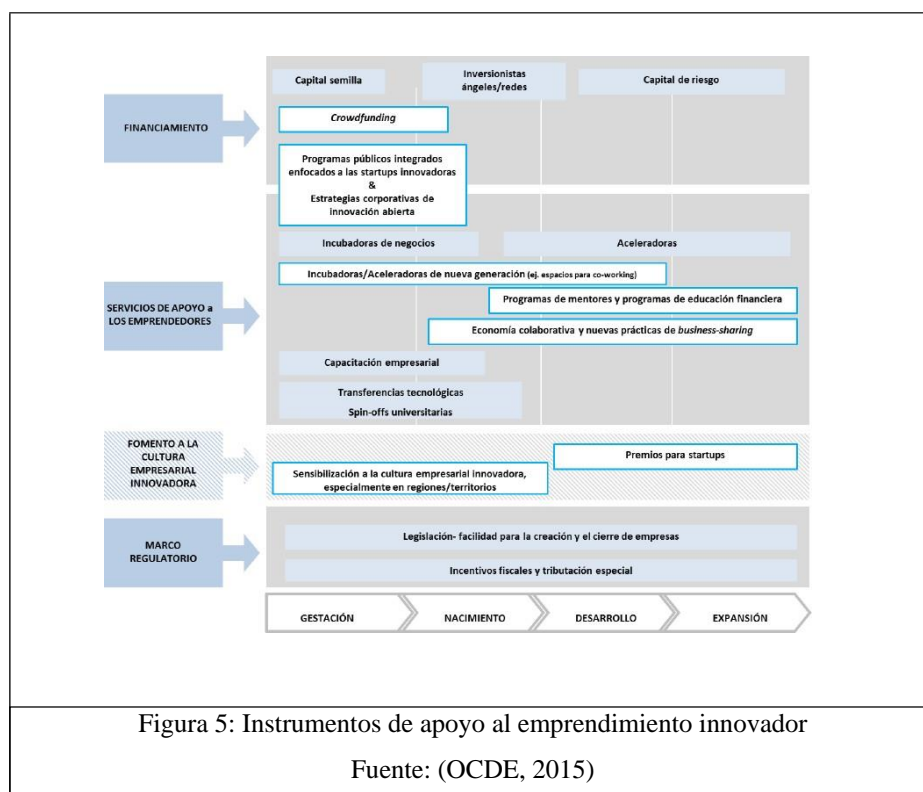 Capital semilla
Inversionistas
ángeles/redes
Capital de riesgo
FINANCIAMIENTO
Crowdfunding
Programas públicos integrados
enfocados a las startups innovadoras
&
Estrategias corporativas de
innovación abierta
Incubadoras de negocios
Aceleradoras
Incubadoras/Aceleradoras de nueva generación (ej. espacios para co-working)
SERVICIOS DE APOYO a
LOS EMPRENDEDORES
Programas de mentores y programas de educación financiera
Economía colaborativa y nuevas prácticas de business-sharing
Capacitación empresarial
Transferencias tecnológicas
Spin-offs universitarias
FOMENTO A LA
CULTURA
EMPRESARIAL
INNOVADORA
Premios para startups
Sensibilización a la cultura empresarial innovadora,
especialmente en regiones/territorios
MARCO
REGULATORIO
Legislación- facilidad para la creación y el cierre de empresas
Incentivos fiscales y tributación especial
GESTACIÓN
NACIMIENTO
DESARROLLO
EXPANSIÓN
Figura 5: Instrumentos de apoyo al emprendimiento innovador
Fuente: (OCDE, 2015)